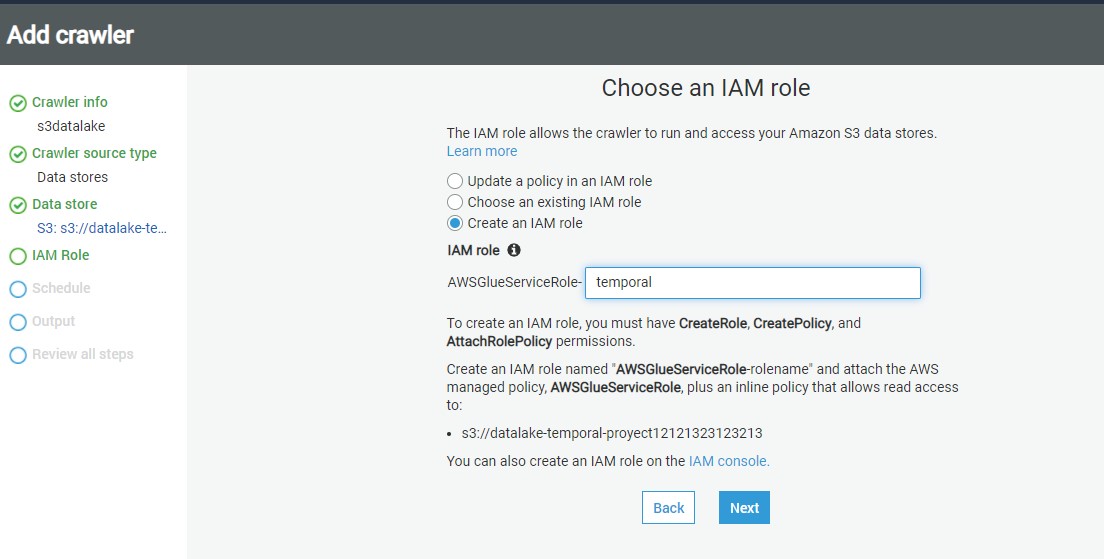 Add crawler
Crawler info
s3datalake
Crawler source type
Data stores
Data store
S3: s3://datalake-te...
IAM Role
Schedule
Output
Review all steps
Choose an IAM role
The IAM role allows the crawler to run and access your Amazon S3 data stores.
Learn more
Update a policy in an IAM role
Choose an existing IAM role
Create an IAM role
IAM role
AWSGlueServiceRole- temporal
To create an IAM role, you must have CreateRole, CreatePolicy, and
AttachRolePolicy permissions.
Create an IAM role named "AWSGlueServiceRole-rolename" and attach the AWS
managed policy, AWSGlueServiceRole, plus an inline policy that allows read access
to:
• s3://datalake-temporal-proyect12121323123213
You can also create an IAM role on the IAM console.
Back
Next